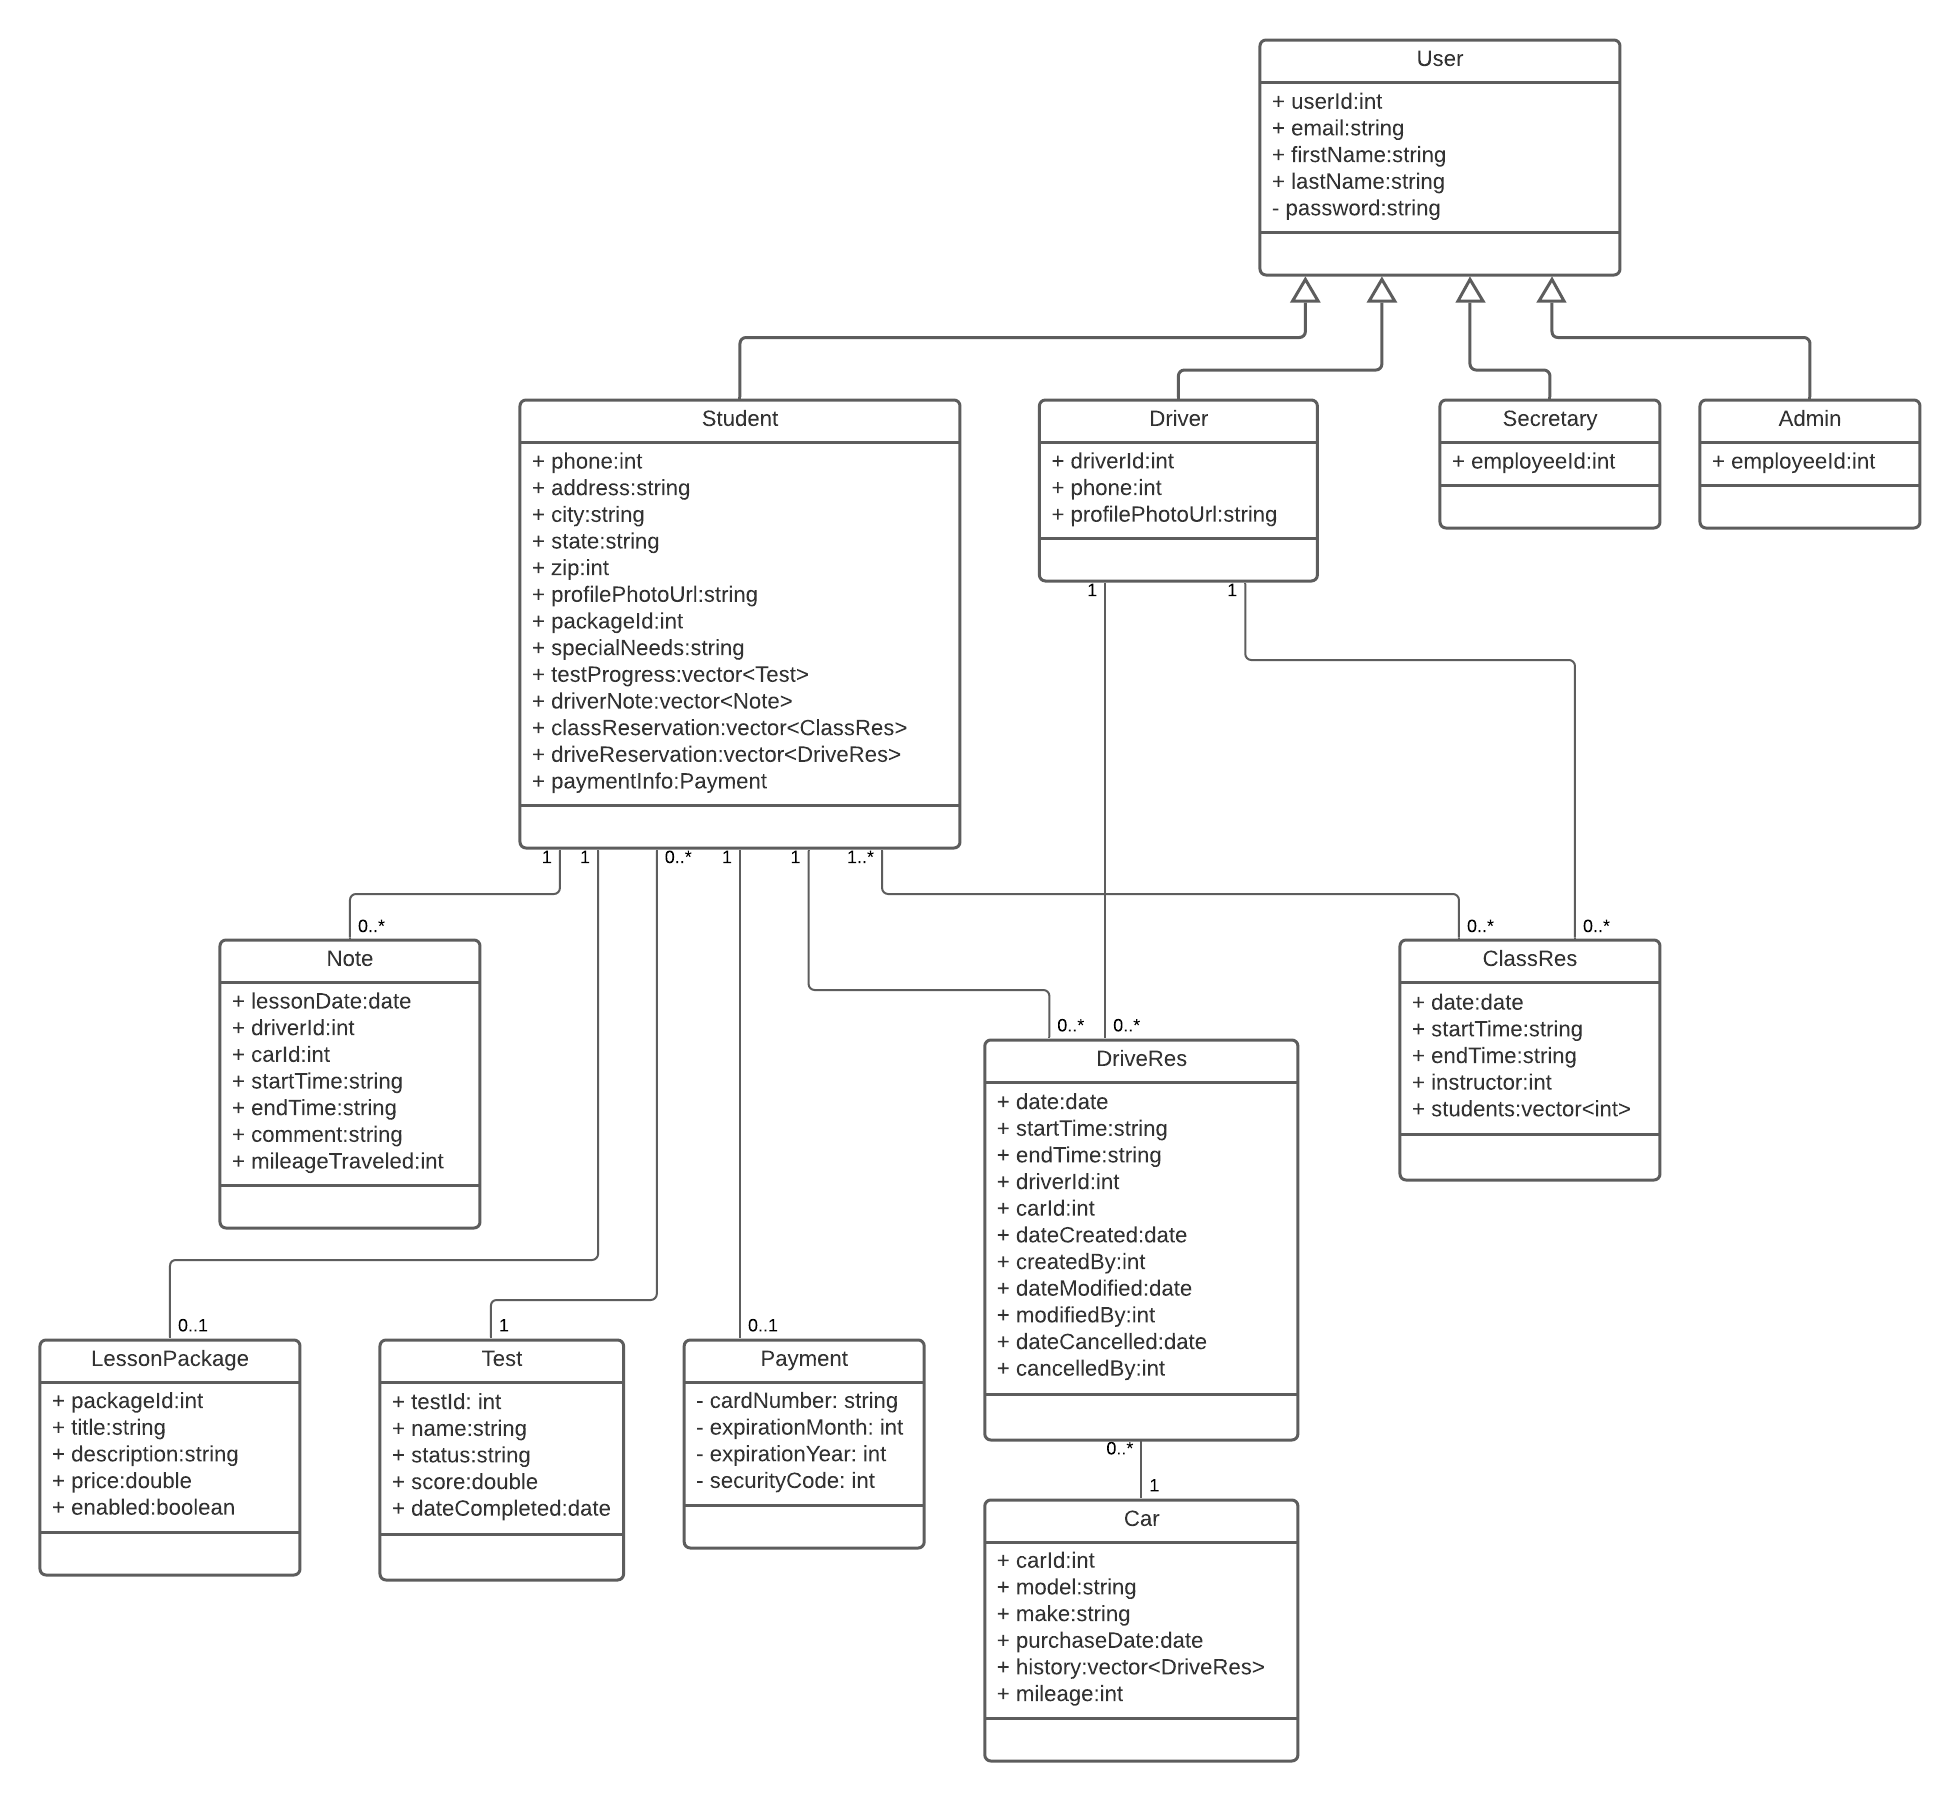 User
+ userId:int
+ email:string
+ firstName:string
+ lastName:string
- password:string
Student
+ phone:int
+ address:string
+ city:string
+ state:string
+ zip:int
+ profilePhotoUrl:string
+ packageId:int
+ specialNeeds:string
+ testProgress:vector<Test>
+ driverNote:vector<Note>
+ classReservation:vector<ClassRes>
+ driveReservation:vector<DriveRes>
+ paymentInfo:Payment
Driver
+ driverId:int
+ phone:int
+ profilePhotoUrl:string
Secretary
+ employeeId:int
Admin
+ employeeId:int
1
1
1
1
0..*
1
1
1..*
0..*
0..*
0..*
Note
+ lessonDate:date
+ driverId:int
+ carId:int
+ startTime:string
+ endTime:string
+ comment:string
+ mileageTraveled:int
ClassRes
+ date:date
+ startTime:string
+ endTime:string
+ instructor:int
+ students:vector<int>
0..*
0..*
DriveRes
+ date:date
+ startTime:string
+ endTime:string
+ driverId:int
+ carId:int
+ dateCreated:date
+ createdBy:int
+ dateModified:date
+ modifiedBy:int
+ dateCancelled:date
+ cancelledBy:int
0..1
1
0..1
LessonPackage
+ packageId:int
+ title:string
+ description:string
+ price:double
+ enabled:boolean
Test
+ testId: int
+ name:string
+ status:string
+ score:double
+ dateCompleted:date
Payment
- cardNumber: string
- expirationMonth: int
- expirationYear: int
- securityCode: int
0..*
1
Car
+ carId:int
+ model:string
+ make:string
+ purchaseDate:date
+ history:vector<DriveRes>
+ mileage:int